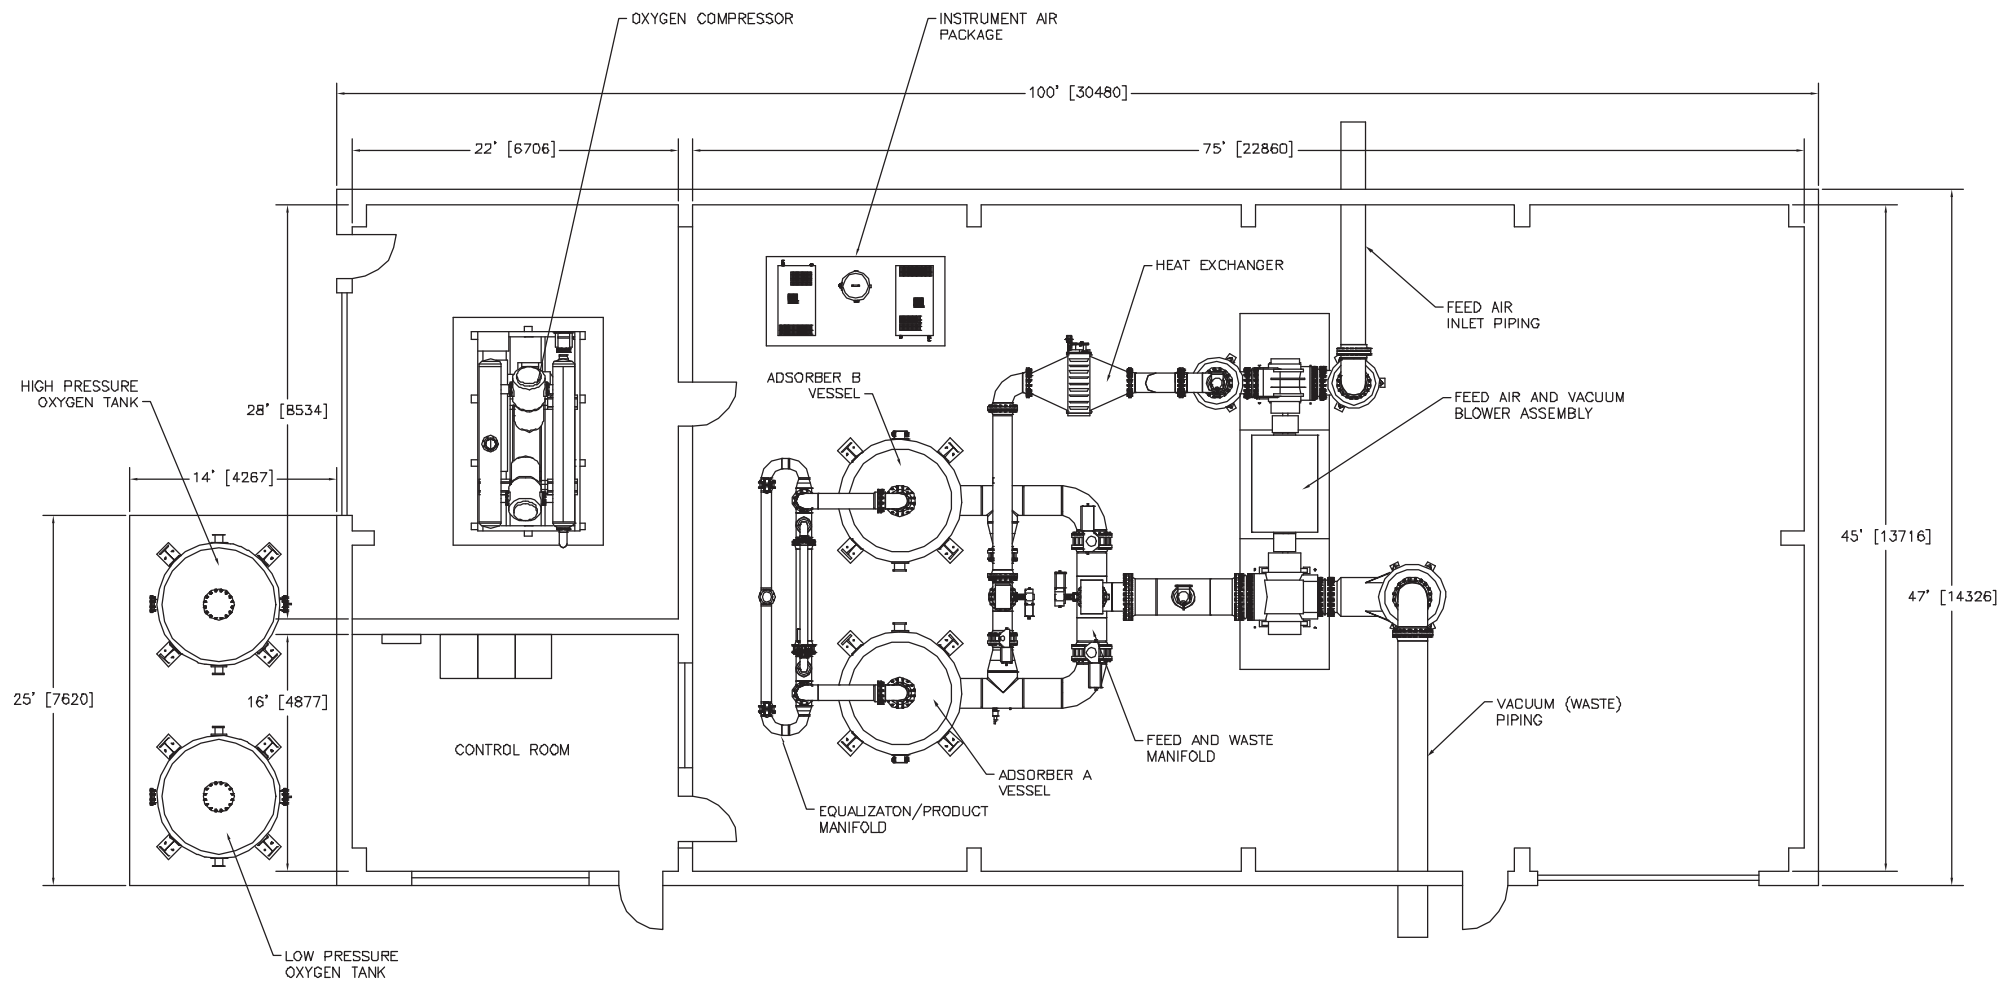 OXYGEN COMPRESSOR
INSTRUMENT AIR
PACKAGE
100' [30480]
22' [6706]
75' [22860]
HEAT EXCHANGER
FEED AIR
INLET PIPING
HIGH PRESSURE
OXYGEN TANK
ADSORBER B
VESSEL
28' [8534]
FEED AIR AND VACUUM
BLOWER ASSEMBLY
14' [4267]
45' [13716]
47' [14326]
25' [7620]
16' [4877]
VACUUM (WASTE)
PIPING
CONTROL ROOM
FEED AND WASTE
MANIFOLD
ADSORBER A
VESSEL
EQUALIZATON/PRODUCT
MANIFOLD
LOW PRESSURE
OXYGEN TANK